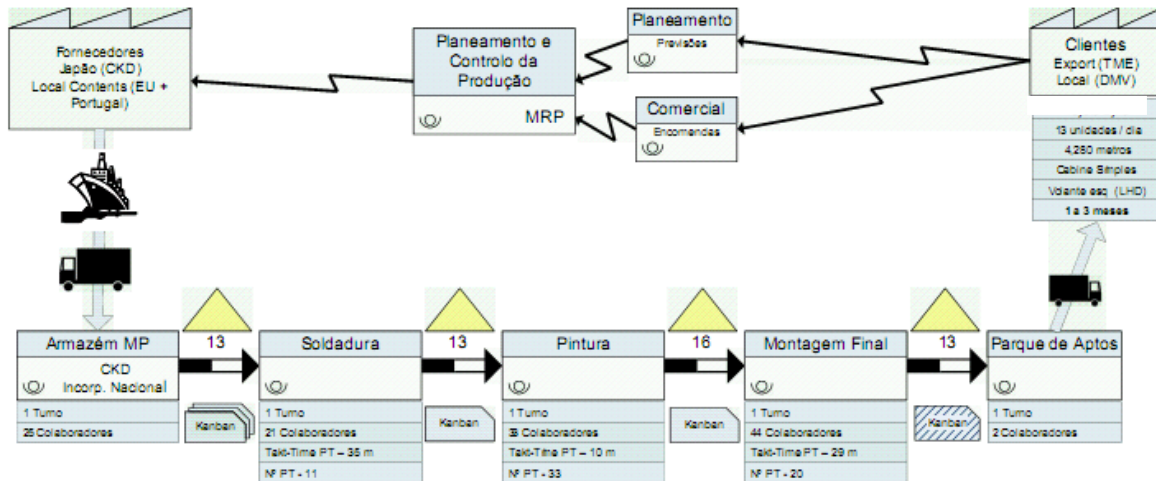 Fornecedores
Japão (CKD)
Local Contents (EU +
Portugal)
Planeamento e
Controlo da
Produção
MRP
Planeamento
Previsões
Comercial
Encomendas
Clientes
Export (TME)
Local (DMV)
13 unidades / dia
4,280 metros
Cabine Simples
Volante esq. (LHD)
1 a 3 meses
Armazém MP
CKD
Incorp. Nacional
1 Turno
25 Colaboradores
13
Kanban
Soldadura
1 Turno
21 Colaboradores
Takt-Time PT – 35 m
Nº PT - 11
13
Kanban
Pintura
1 Turno
Colaboradores
Takt-Time PT – 10 m
Nº PT - 33
16
Kanban
Montagem Final
1 Turno
44 Colaboradores
Takt-Time PT – 29 m
Nº PT - 20
13
Kanban
Parque de Aptos
1 Turno
2 Colaboradores